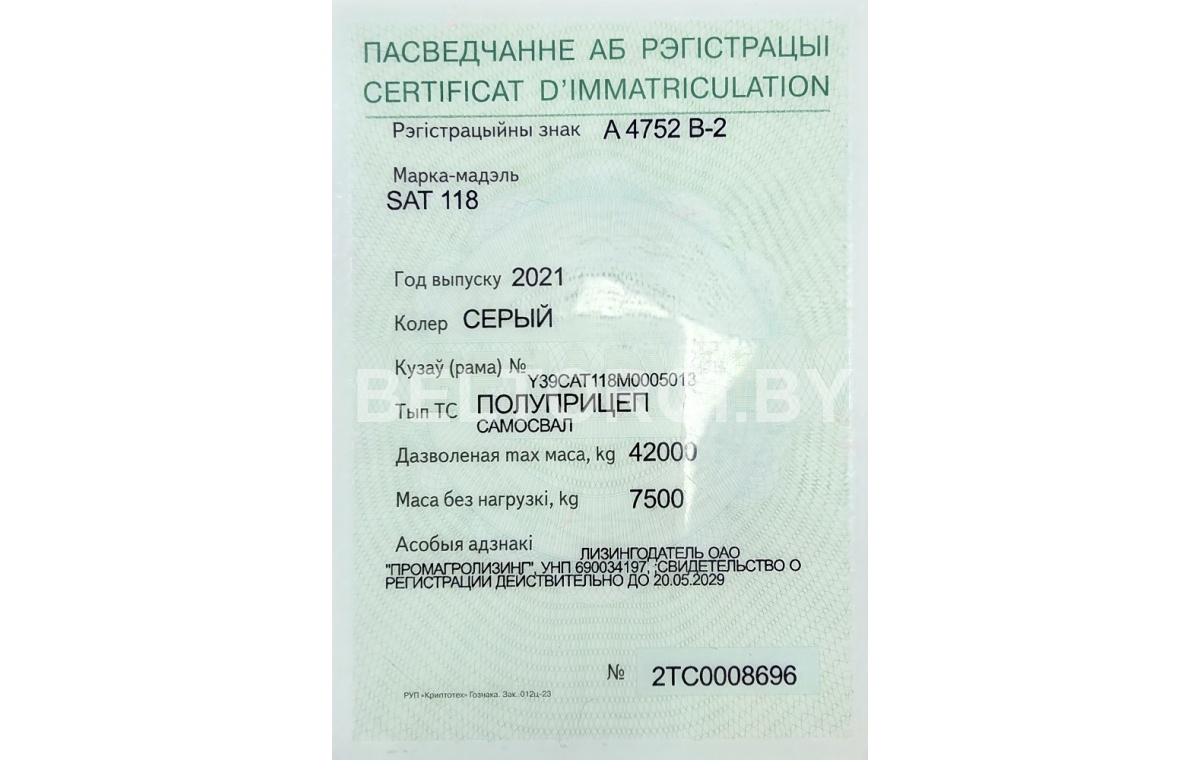 ПАСВЕДЧАННЕ АБ РЭГІСТРАЦЫІ
CERTIFICAT D'IMMATRICULATION
Рэгістрацыйны знак A 4752 B-2
Марка-мадэль
SAT 118
Год выпуску 2021
Колер СЕРЫЙ
Кузаў (рама) №
Y39CAT118M0005013
BELTORGI.BY
Тып ТС ПОЛУПРИЦЕП
САМОСВАЛ
Дазволеная max маса, kg 42000
Маса без нагрузкі, kg 7500
Асобыя адзнакі ЛИЗИНГОДАТЕЛЬ ОАО
"ПРОМАГРОЛИЗИНГ", УНП 690034197, ;СВИДЕТЕЛЬСТВО О
РЕГИСТРАЦИИ ДЕЙСТВИТЕЛЬНО ДО 20.05.2029
№ 2TC0008696
РУП «Криптотех» Гознака. Зак. 012ц-23